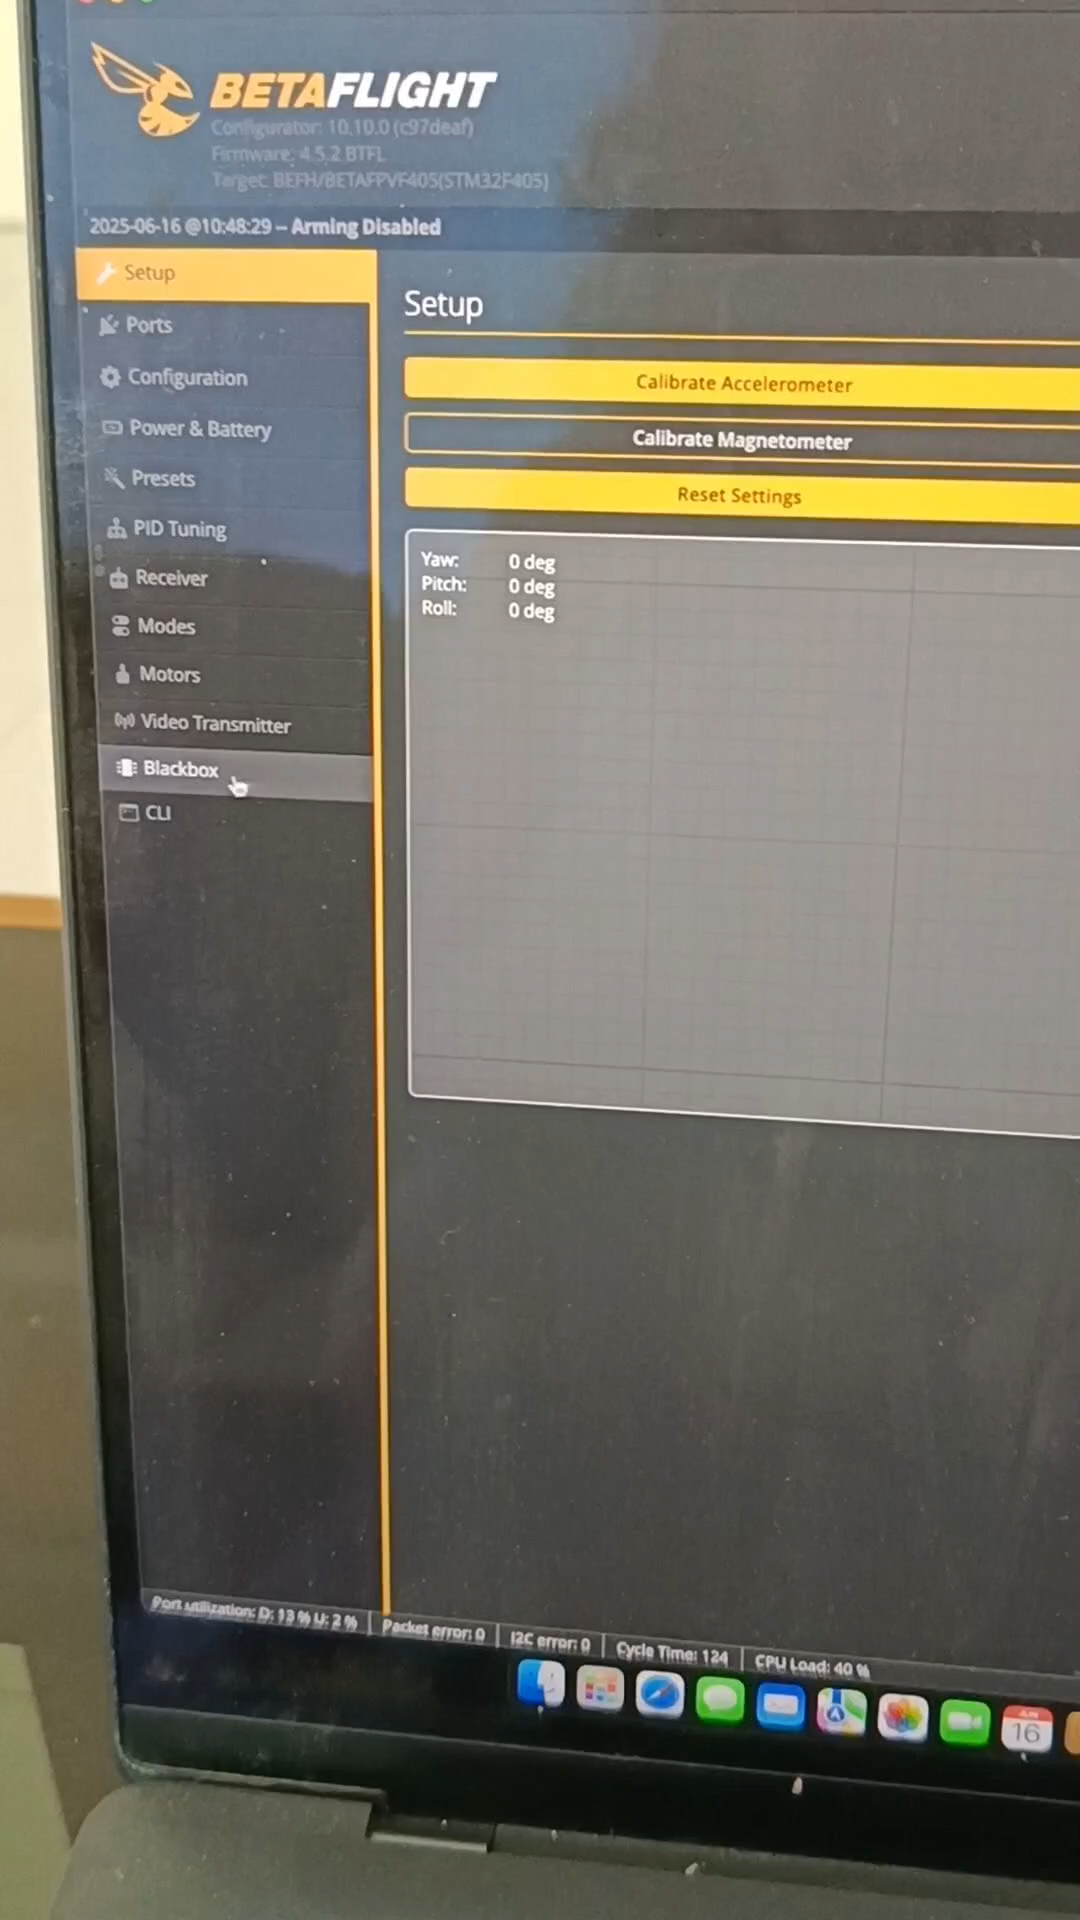 BETAFLIGHT
Configurator: 10.10.0 (c97deaf)
Firmware: 4.5.2 BTFL
Target: BEFH/BETAFPVF405(STM32F405)
2025-06-16 @10:48:29 – Arming Disabled
Setup
Ports
Configuration
Power & Battery
Presets
PID Tuning
Receiver
Modes
Motors
Video Transmitter
Blackbox
CLI
Setup
Calibrate Accelerometer
Calibrate Magnetometer
Reset Settings
Yaw: 0 deg
Pitch: 0 deg
Roll: 0 deg
Port utilization: D: 13 % U: 2 % | Packet error: 0 | I2C error: 0 | Cycle Time: 124 | CPU Load: 40 %
JUN
16